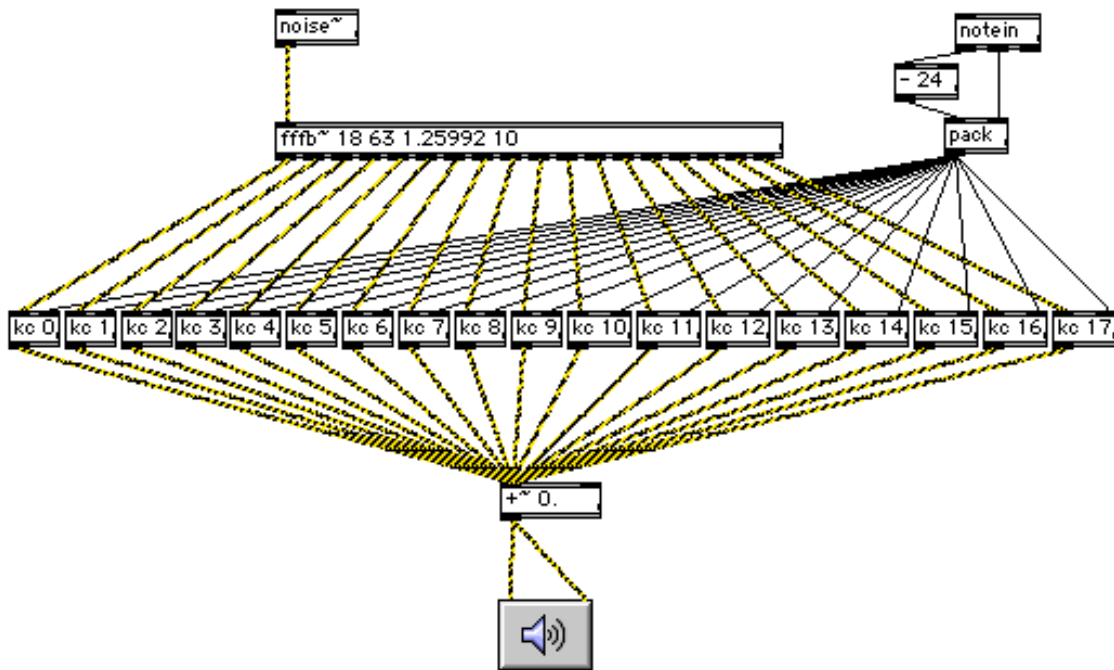 noise~
notein
- 24
fffb~ 18 63 1.25992 10
pack
kc 0
kc 1
kc 2
kc 3
kc 4
kc 5
kc 6
kc 7
kc 8
kc 9
kc 10
kc 11
kc 12
kc 13
kc 14
kc 15
kc 16
kc 17
+~ 0.